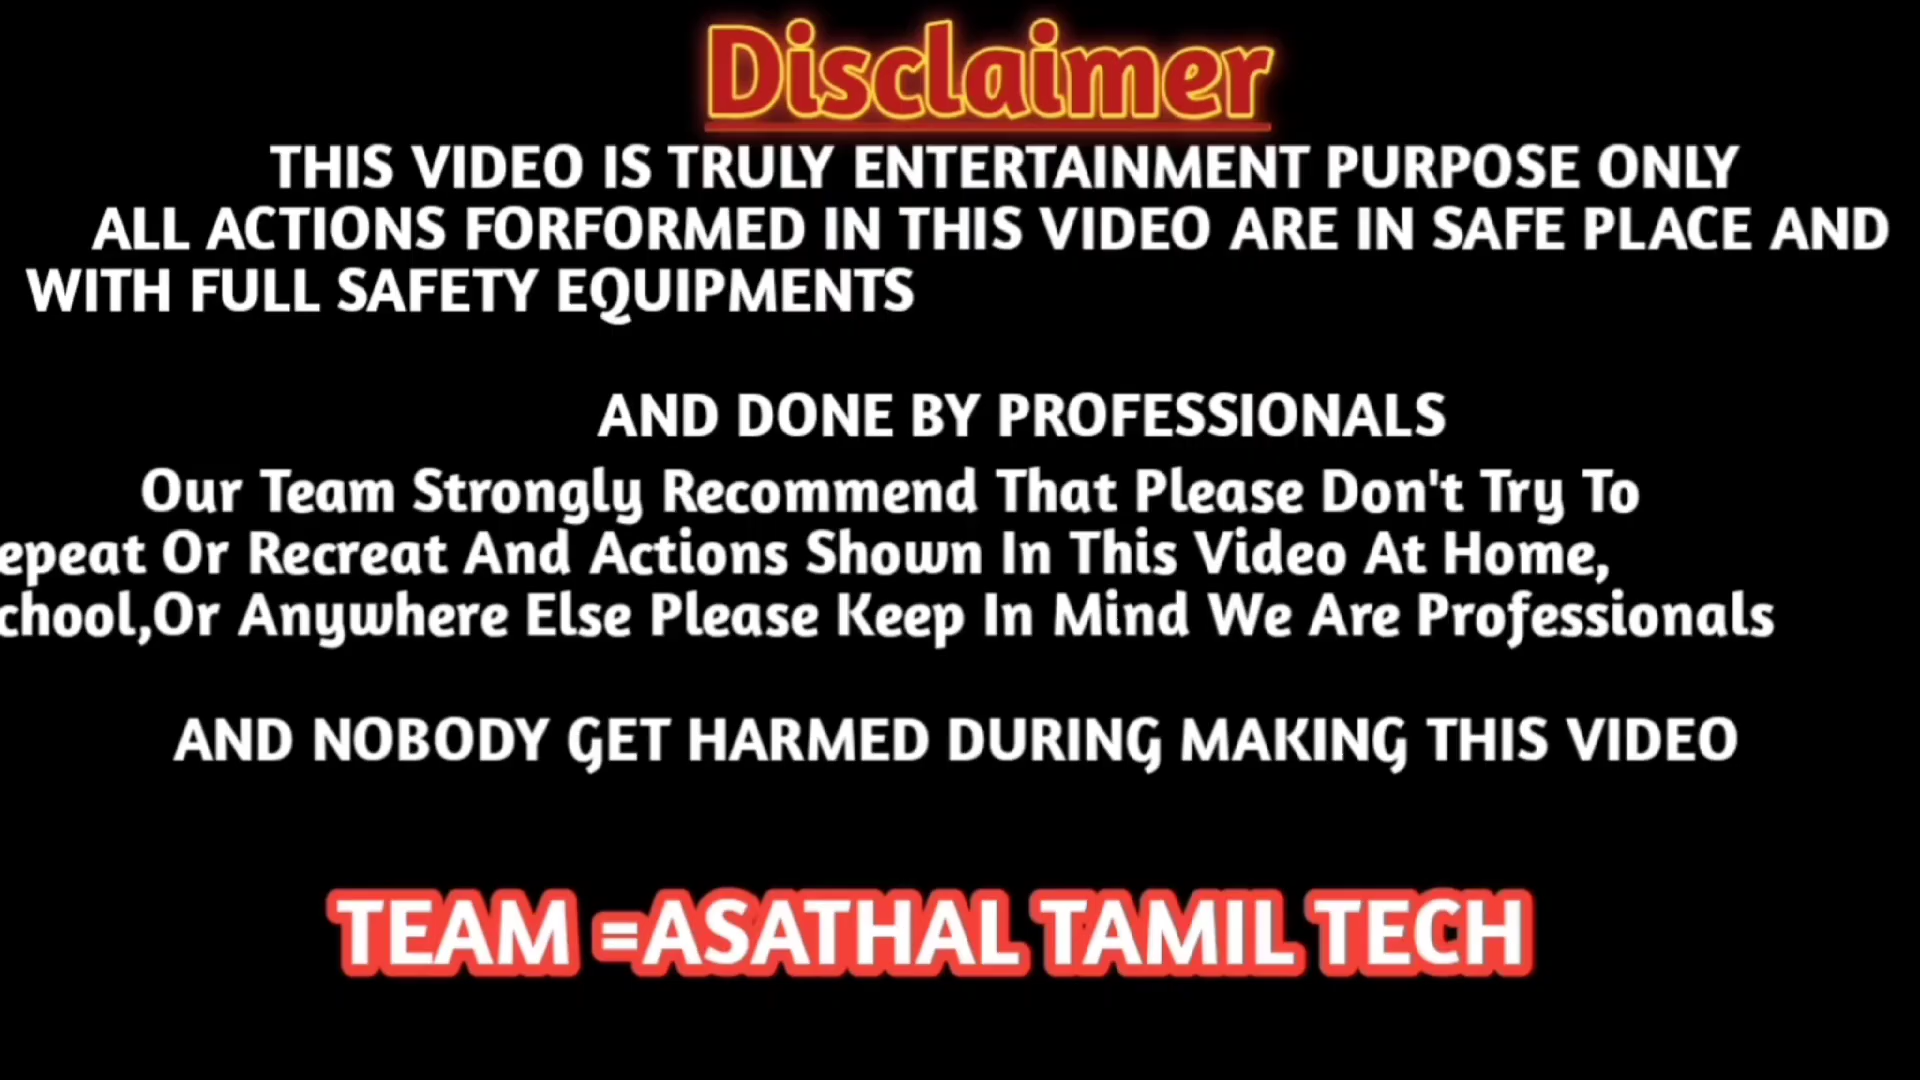 Disclaimer
THIS VIDEO IS TRULY ENTERTAINMENT PURPOSE ONLY
ALL ACTIONS FORFORMED IN THIS VIDEO ARE IN SAFE PLACE AND
WITH FULL SAFETY EQUIPMENTS
AND DONE BY PROFESSIONALS
Our Team Strongly Recommend That Please Don't Try To
epeat Or Recreat And Actions Shown In This Video At Home,
chool,Or Anywhere Else Please Keep In Mind We Are Professionals
AND NOBODY GET HARMED DURING MAKING THIS VIDEO
TEAM =ASATHAL TAMIL TECH